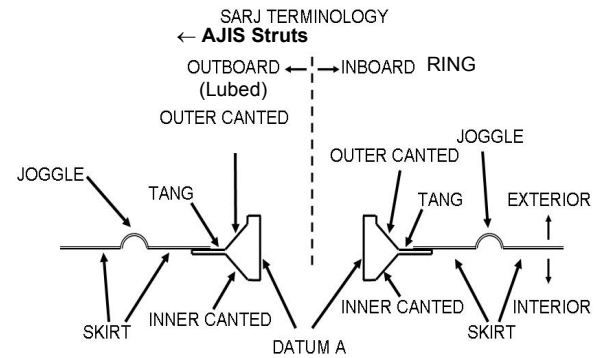 SARJ TERMINOLOGY
← AJIS Struts
OUTBOARD INBOARD RING
(Lubed)
OUTER CANTED
JOGGLE
OUTER CANTED
JOGGLE
TANG
TANG
EXTERIOR
SKIRT
INNER CANTED
DATUM A
INNER CANTED
SKIRT
INTERIOR